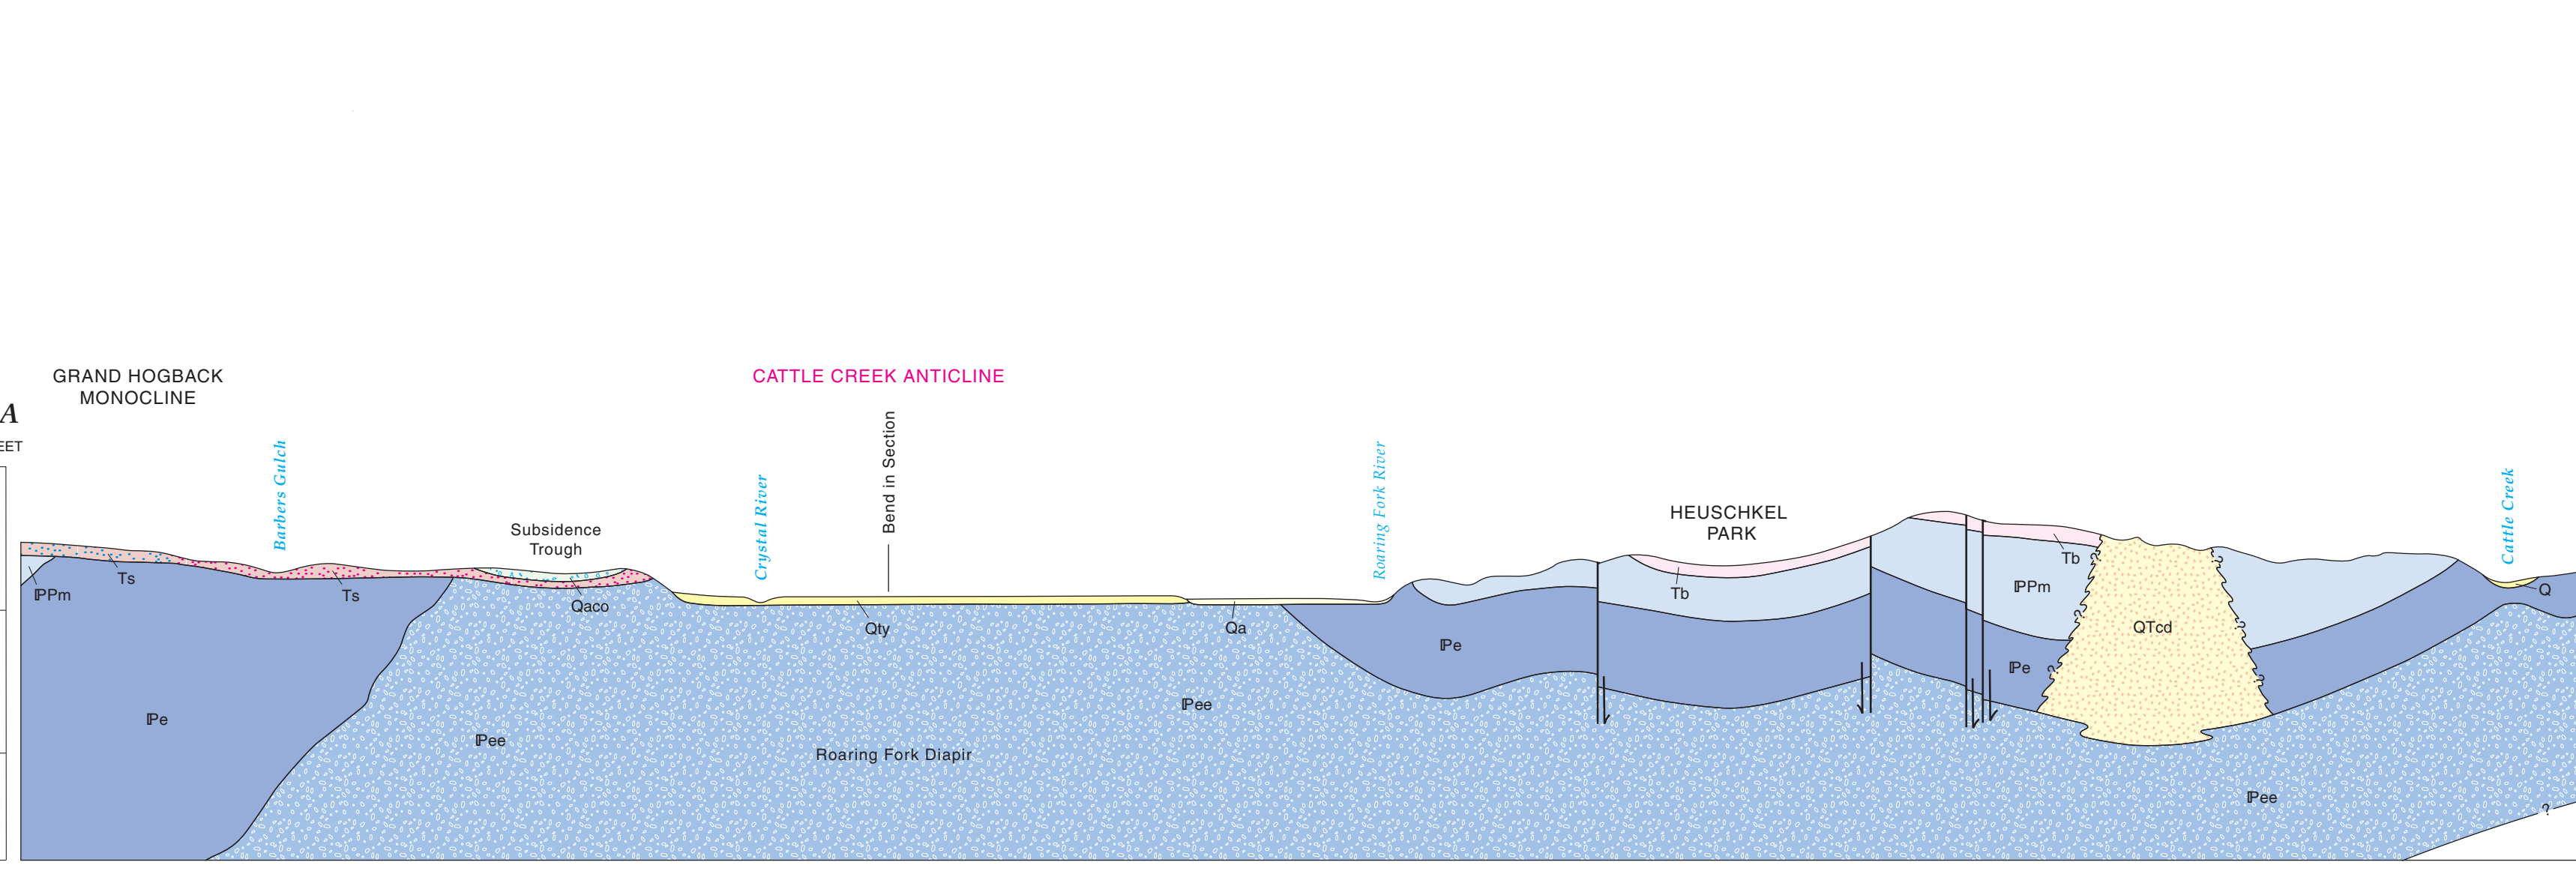 GRAND HOGBACK
MONOCLINE
CATTLE CREEK ANTICLINE
A
EET
Barbers Gulch
Crystal River
Bend in Section
Roaring Fork River
Cattle Creek
Subsidence
Trough
HEUSCHKEL
PARK
Ts
ℙPm
Ts
Qaco
Qty
Qa
ℙe
Tb
Tb
ℙPm
QTcd
Q
ℙe
ℙe
ℙee
ℙee
Roaring Fork Diapir
ℙee
?
?
?
?
?
?
?
?